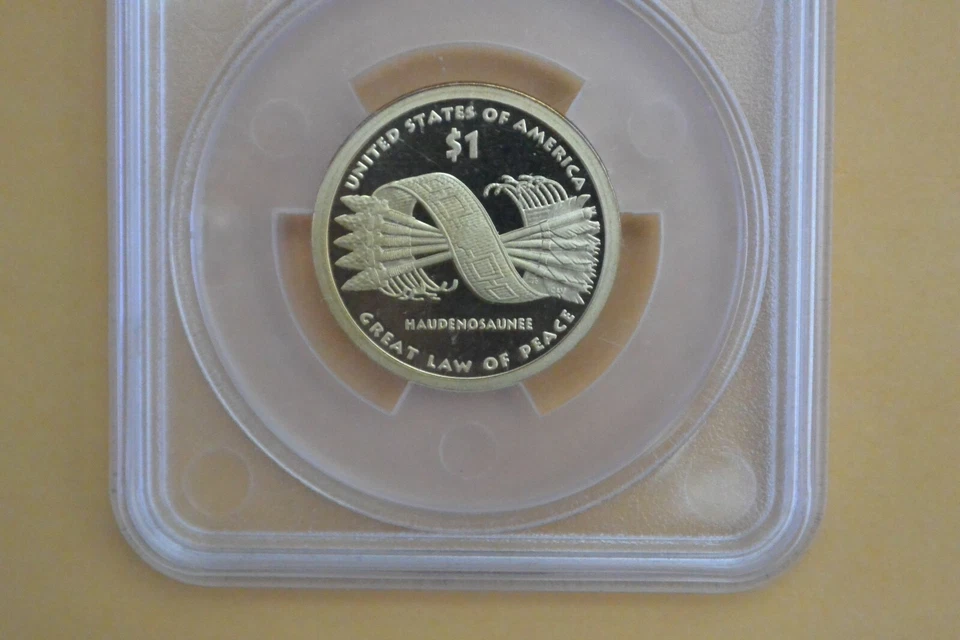 UNITED STATES OF AMERICA
$1
HAUDENOSAUNEE
GREAT LAW OF PEACE